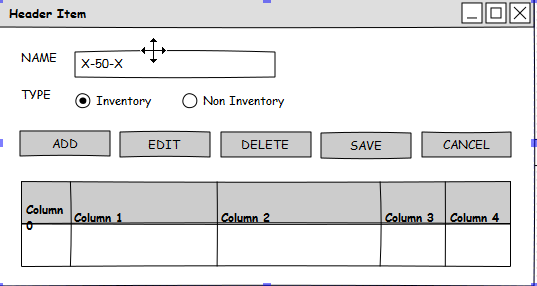 Header Item
NAME
X-50-X
TYPE
Inventory Non Inventory
ADD EDIT DELETE SAVE CANCEL
Column 0 Column 1 Column 2 Column 3 Column 4